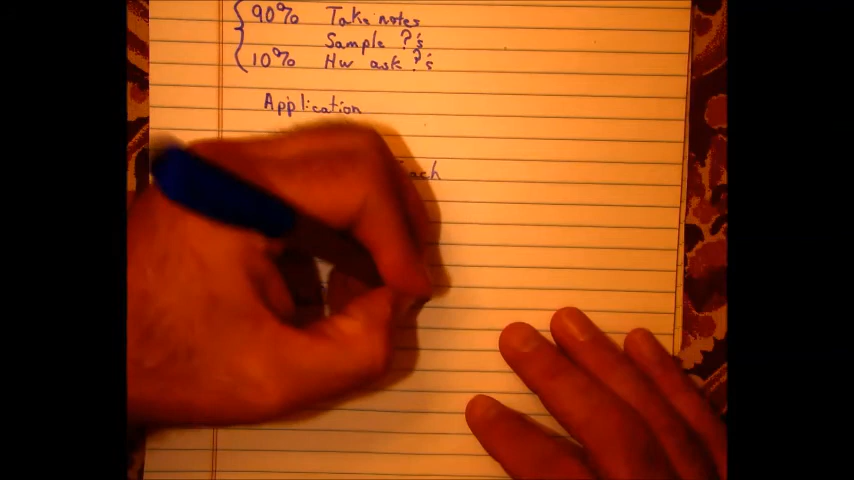 90% Take notes
Sample ?'s
10% Hw ask ?'s
Application